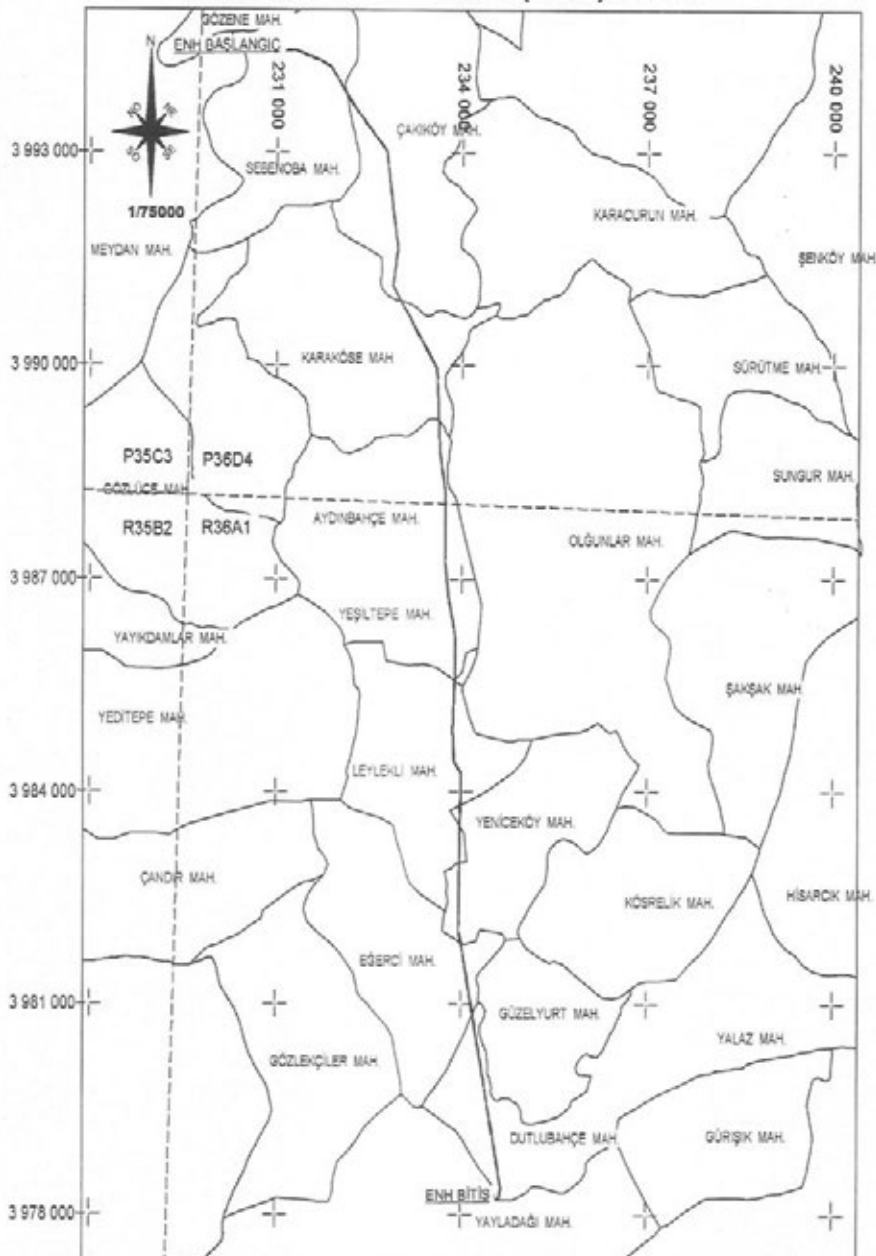 GÖZENE MAH.
ENH BAŞLANGIÇ
N
231 000
234 000
237 000
240 000
ÇAKIKÖY MAH.
3 993 000
SEBENOBA MAH.
1/75000
KARACURUN MAH.
MEYDAN MAH.
ŞENKÖY MAH.
3 990 000
KARAKÖSE MAH
SÜRÜTME MAH.
P35C3
P36D4
SUNGUR MAH.
GÖZLÜCE MAH.
R35B2
R36A1
AYDINBAHÇE MAH.
OLĞUNLAR MAH.
3 987 000
YEŞİLTEPE MAH.
YAYIKDAMLAR MAH.
ŞAKŞAK MAH.
YEDİTEPE MAH.
LEYLEKLİ MAH.
3 984 000
YENİCEKÖY MAH.
ÇANDIR MAH.
HİSARCIK MAH.
KÖSRELİK MAH.
EĞERCİ MAH.
3 981 000
GÜZELYURT MAH.
YALAZ MAH.
GÖZLEKÇİLER MAH.
DUTLUBAHÇE MAH.
GÜRIŞIK MAH.
ENH BİTİŞ
3 978 000
YAYLADAĞI MAH.